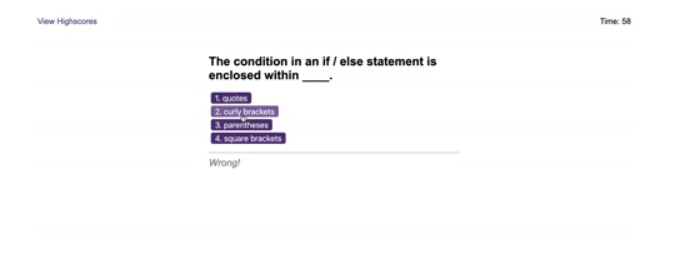 View Highscores
Time: 58
The condition in an if / else statement is
enclosed within ____.
1. quotes
2. curly brackets
3. parentheses
4. square brackets
Wrong!